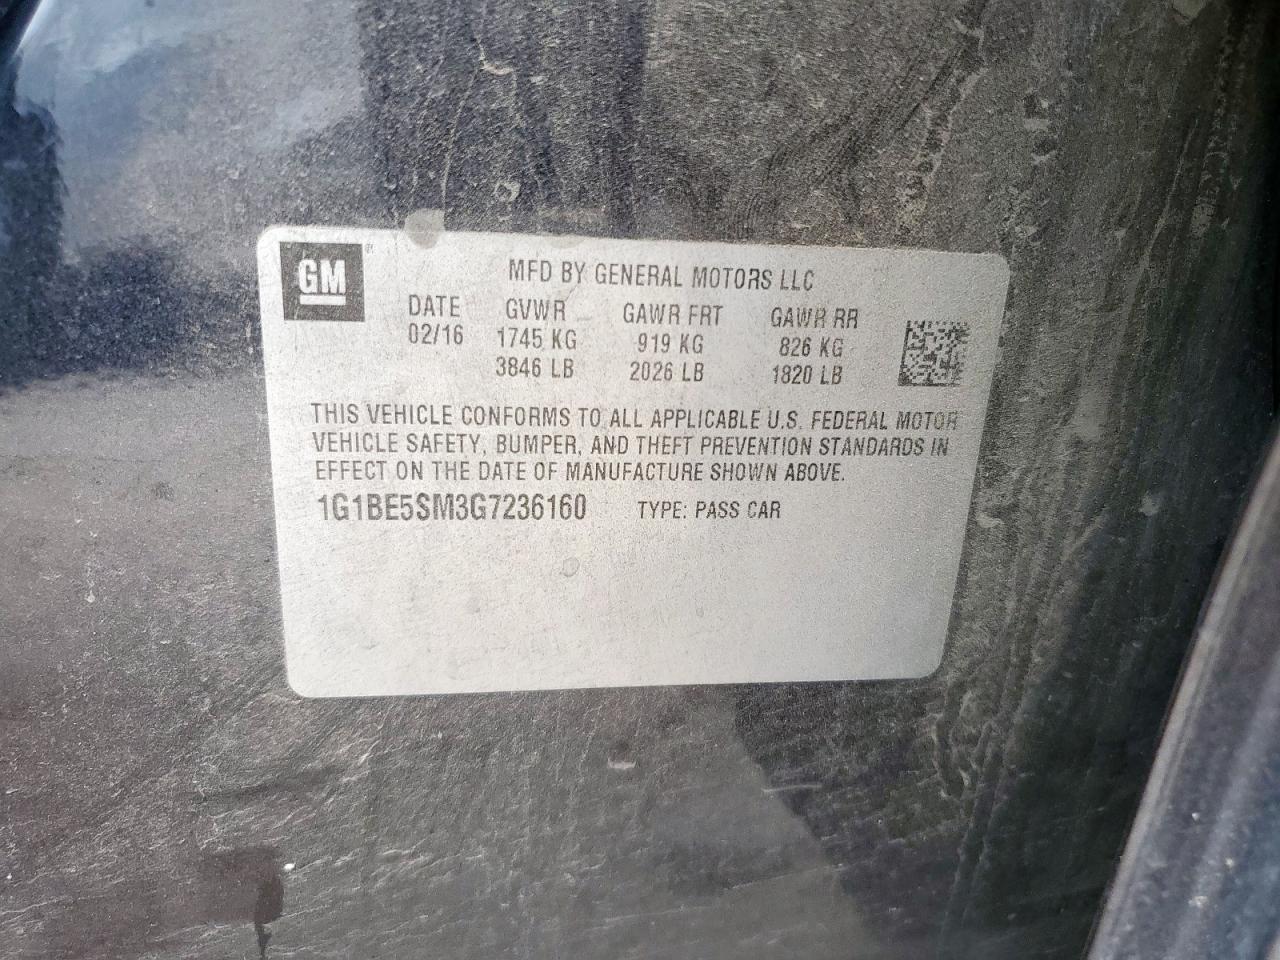 GM ®
MFD BY GENERAL MOTORS LLC
DATE GVWR GAWR FRT GAWR RR
02/16 1745 KG 919 KG 826 KG
3846 LB 2026 LB 1820 LB
THIS VEHICLE CONFORMS TO ALL APPLICABLE U.S. FEDERAL MOTOR
VEHICLE SAFETY, BUMPER, AND THEFT PREVENTION STANDARDS IN
EFFECT ON THE DATE OF MANUFACTURE SHOWN ABOVE.
1G1BE5SM3G7236160 TYPE: PASS CAR